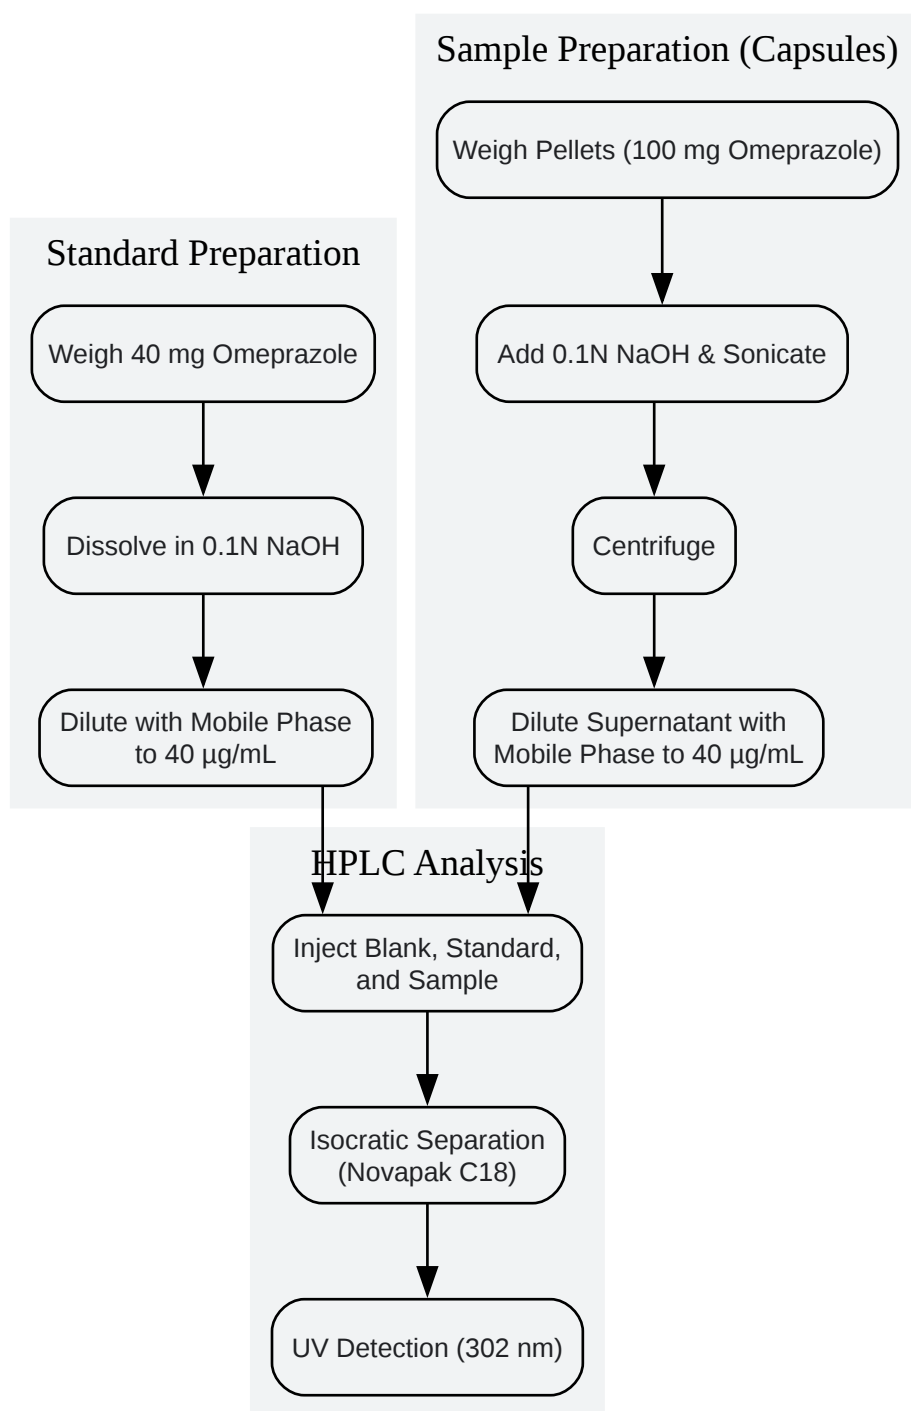 Sample Preparation (Capsules)
Weigh Pellets (100 mg Omeprazole)
Add 0.1N NaOH & Sonicate
Centrifuge
Dilute Supernatant with
Mobile Phase to 40 µg/mL
Standard Preparation
Weigh 40 mg Omeprazole
Dissolve in 0.1N NaOH
Dilute with Mobile Phase
to 40 µg/mL
HPLC Analysis
Inject Blank, Standard,
and Sample
Isocratic Separation
(Novapak C18)
UV Detection (302 nm)